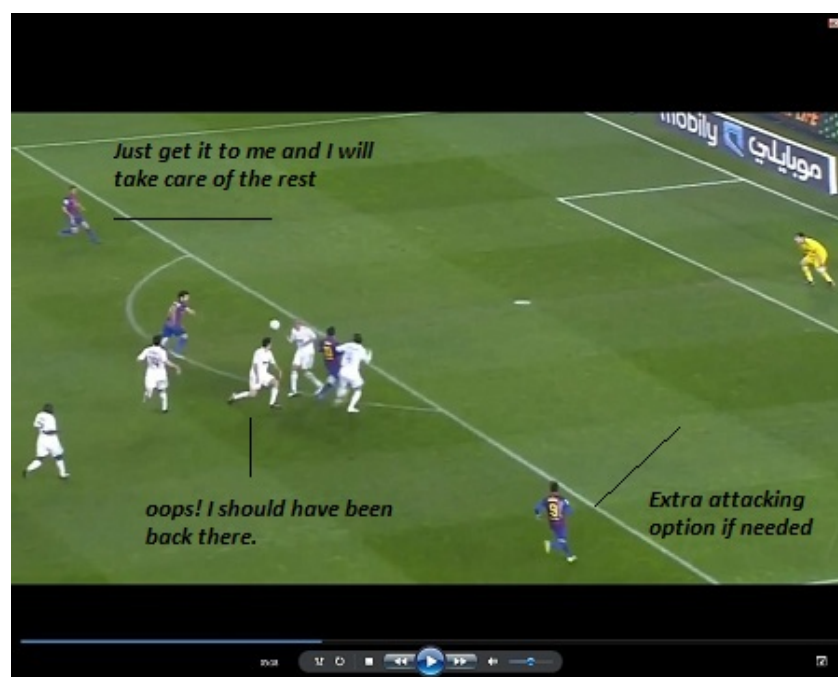 mobily موبايلي
Just get it to me and I will
take care of the rest
9
oops! I should have been
back there.
Extra attacking
option if needed